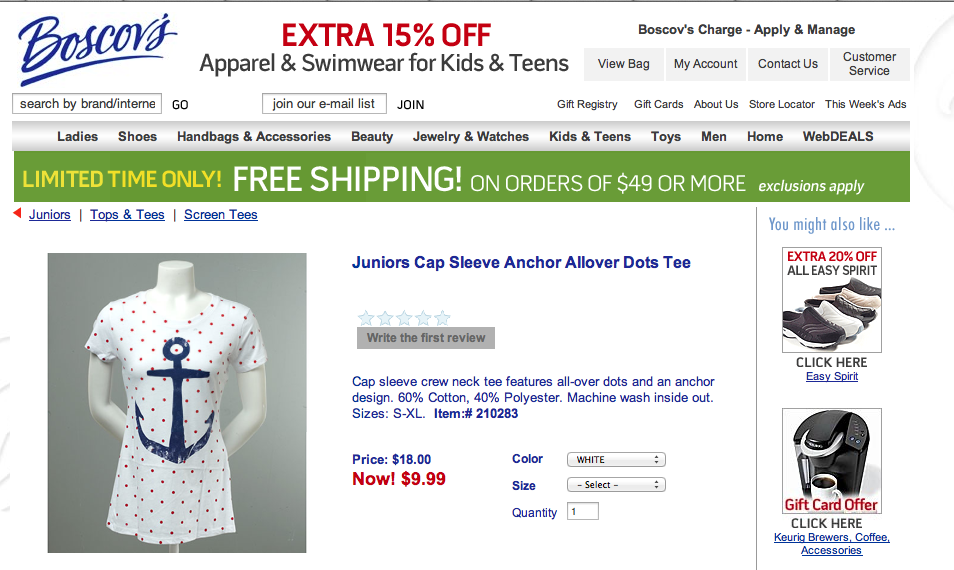 Boscov's
EXTRA 15% OFF
Apparel & Swimwear for Kids & Teens
Boscov's Charge - Apply & Manage
View Bag
My Account
Contact Us
Customer
Service
search by brand/interne
GO
join our e-mail list
JOIN
Gift Registry
Gift Cards
About Us
Store Locator
This Week's Ads
Ladies
Shoes
Handbags & Accessories
Beauty
Jewelry & Watches
Kids & Teens
Toys
Men
Home
WebDEALS
LIMITED TIME ONLY! FREE SHIPPING! ON ORDERS OF $49 OR MORE exclusions apply
Juniors | Tops & Tees | Screen Tees
Juniors Cap Sleeve Anchor Allover Dots Tee
Write the first review
Cap sleeve crew neck tee features all-over dots and an anchor
design. 60% Cotton, 40% Polyester. Machine wash inside out.
Sizes: S-XL. Item:# 210283
Price: $18.00
Now! $9.99
Color
WHITE
Size
- Select -
Quantity
1
You might also like ...
EXTRA 20% OFF
ALL EASY SPIRIT
CLICK HERE
Easy Spirit
Gift Card Offer
CLICK HERE
Keurig Brewers, Coffee,
Accessories